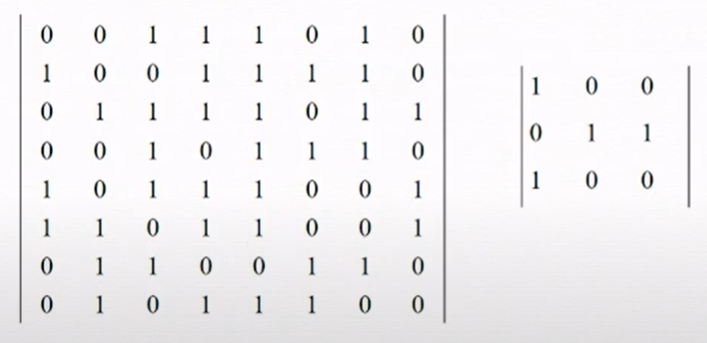 0 0 1 1 1 0 1 0
1 0 0 1 1 1 1 0
0 1 1 1 1 0 1 1
0 0 1 0 1 1 1 0
1 0 1 1 1 0 0 1
1 1 0 1 1 0 0 1
0 1 1 0 0 1 1 0
0 1 0 1 1 1 0 0
1 0 0
0 1 1
1 0 0